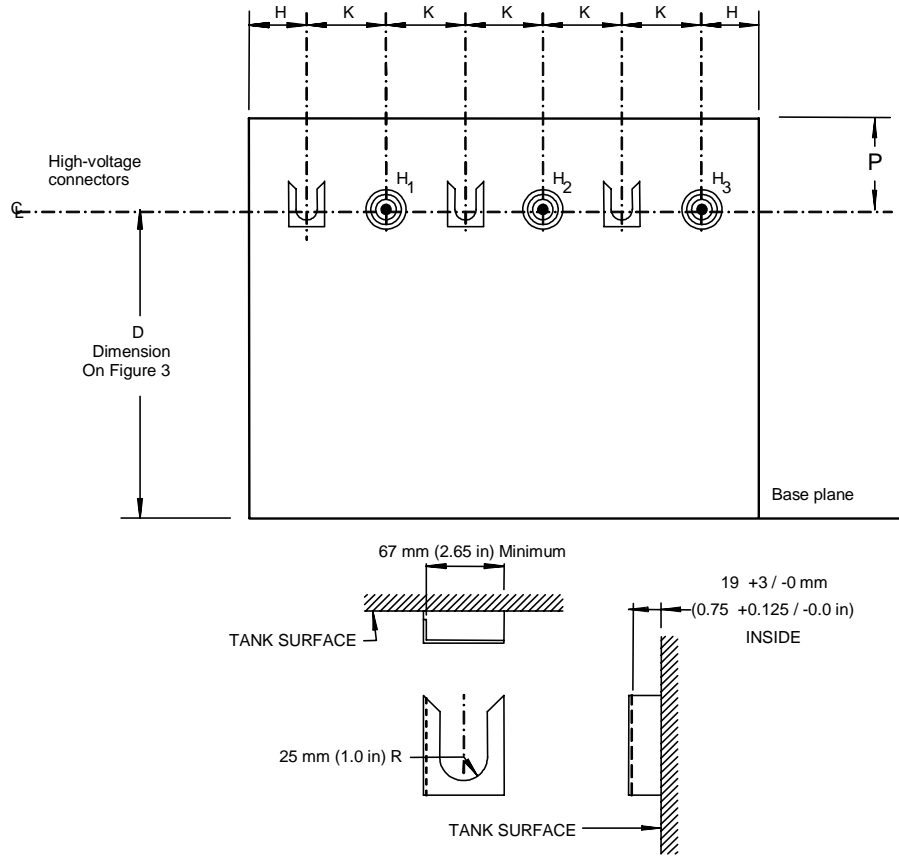 H K K K K K H
P
High-voltage
connectors
H1 H2 H3
℄
D
Dimension
On Figure 3
Base plane
67 mm (2.65 in) Minimum
19 +3 / -0 mm
(0.75 +0.125 / -0.0 in)
INSIDE
TANK SURFACE
25 mm (1.0 in) R
TANK SURFACE